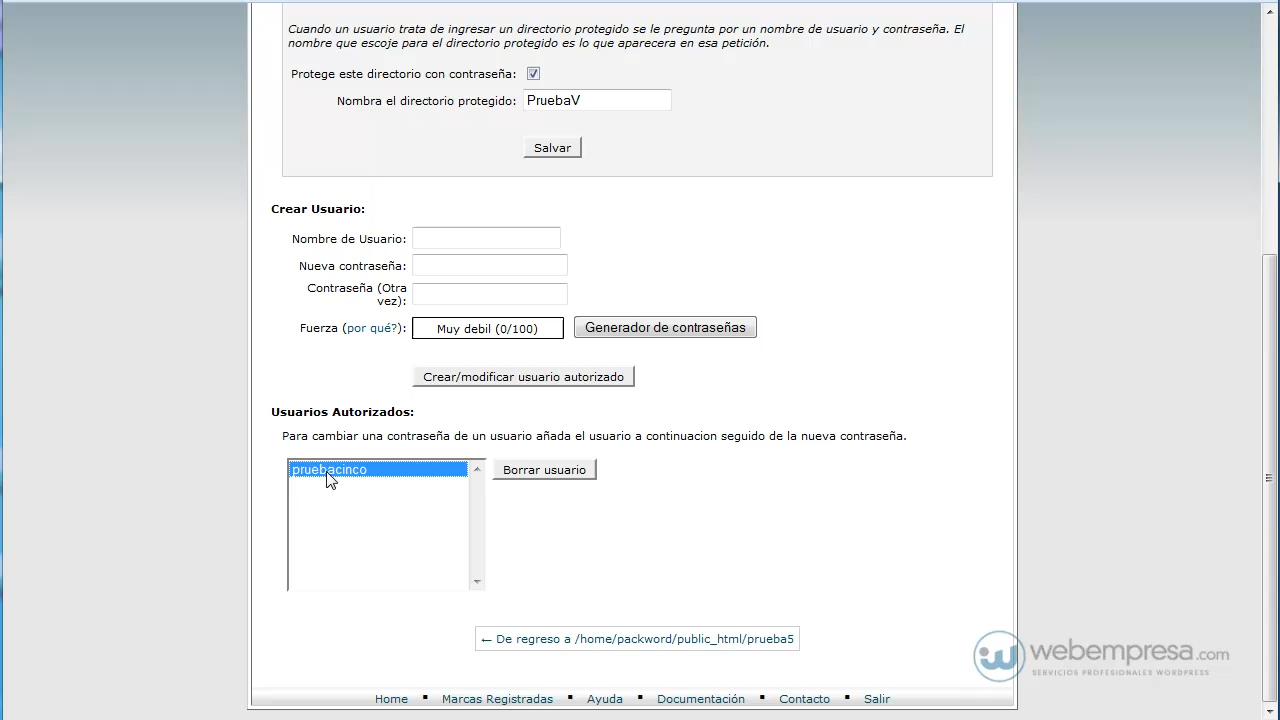 Cuando un usuario trata de ingresar un directorio protegido se le pregunta por un nombre de usuario y contraseña. El
nombre que escoje para el directorio protegido es lo que aparecera en esa petición.
Protege este directorio con contraseña:
Nombra el directorio protegido: PruebaV
Salvar
Crear Usuario:
Nombre de Usuario:
Nueva contraseña:
Contraseña (Otra
vez):
Fuerza (por qué?): Muy debil (0/100) Generador de contraseñas
Crear/modificar usuario autorizado
Usuarios Autorizados:
Para cambiar una contraseña de un usuario añada el usuario a continuacion seguido de la nueva contraseña.
pruebacinco Borrar usuario
← De regreso a /home/packword/public_html/prueba5
webempresa.com
SERVICIOS PROFESIONALES WORDPRESS
Home ▪ Marcas Registradas ▪ Ayuda ▪ Documentación ▪ Contacto ▪ Salir